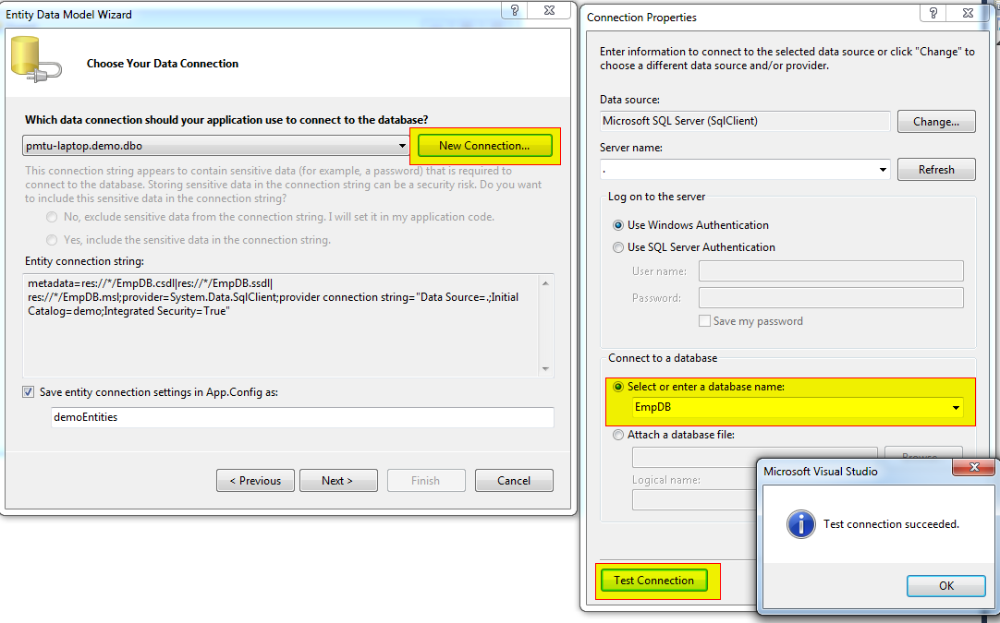 Entity Data Model Wizard
Choose Your Data Connection
Which data connection should your application use to connect to the database?
pmtu-laptop.demo.dbo
New Connection...
This connection string appears to contain sensitive data (for example, a password) that is required to
connect to the database. Storing sensitive data in the connection string can be a security risk. Do you want
to include this sensitive data in the connection string?
No, exclude sensitive data from the connection string. I will set it in my application code.
Yes, include the sensitive data in the connection string.
Entity connection string:
metadata=res://*/EmpDB.csdl|res://*/EmpDB.ssdl|
res://*/EmpDB.msl;provider=System.Data.SqlClient;provider connection string="Data Source=.;Initial
Catalog=demo;Integrated Security=True"
Save entity connection settings in App.Config as:
demoEntities
< Previous
Next >
Finish
Cancel
Connection Properties
Enter information to connect to the selected data source or click "Change" to
choose a different data source and/or provider.
Data source:
Microsoft SQL Server (SqlClient)
Change...
Server name:
.
Refresh
Log on to the server
Use Windows Authentication
Use SQL Server Authentication
User name:
Password:
Save my password
Connect to a database
Select or enter a database name:
EmpDB
Attach a database file:
Browse...
Logical name:
Test Connection
Microsoft Visual Studio
Test connection succeeded.
OK